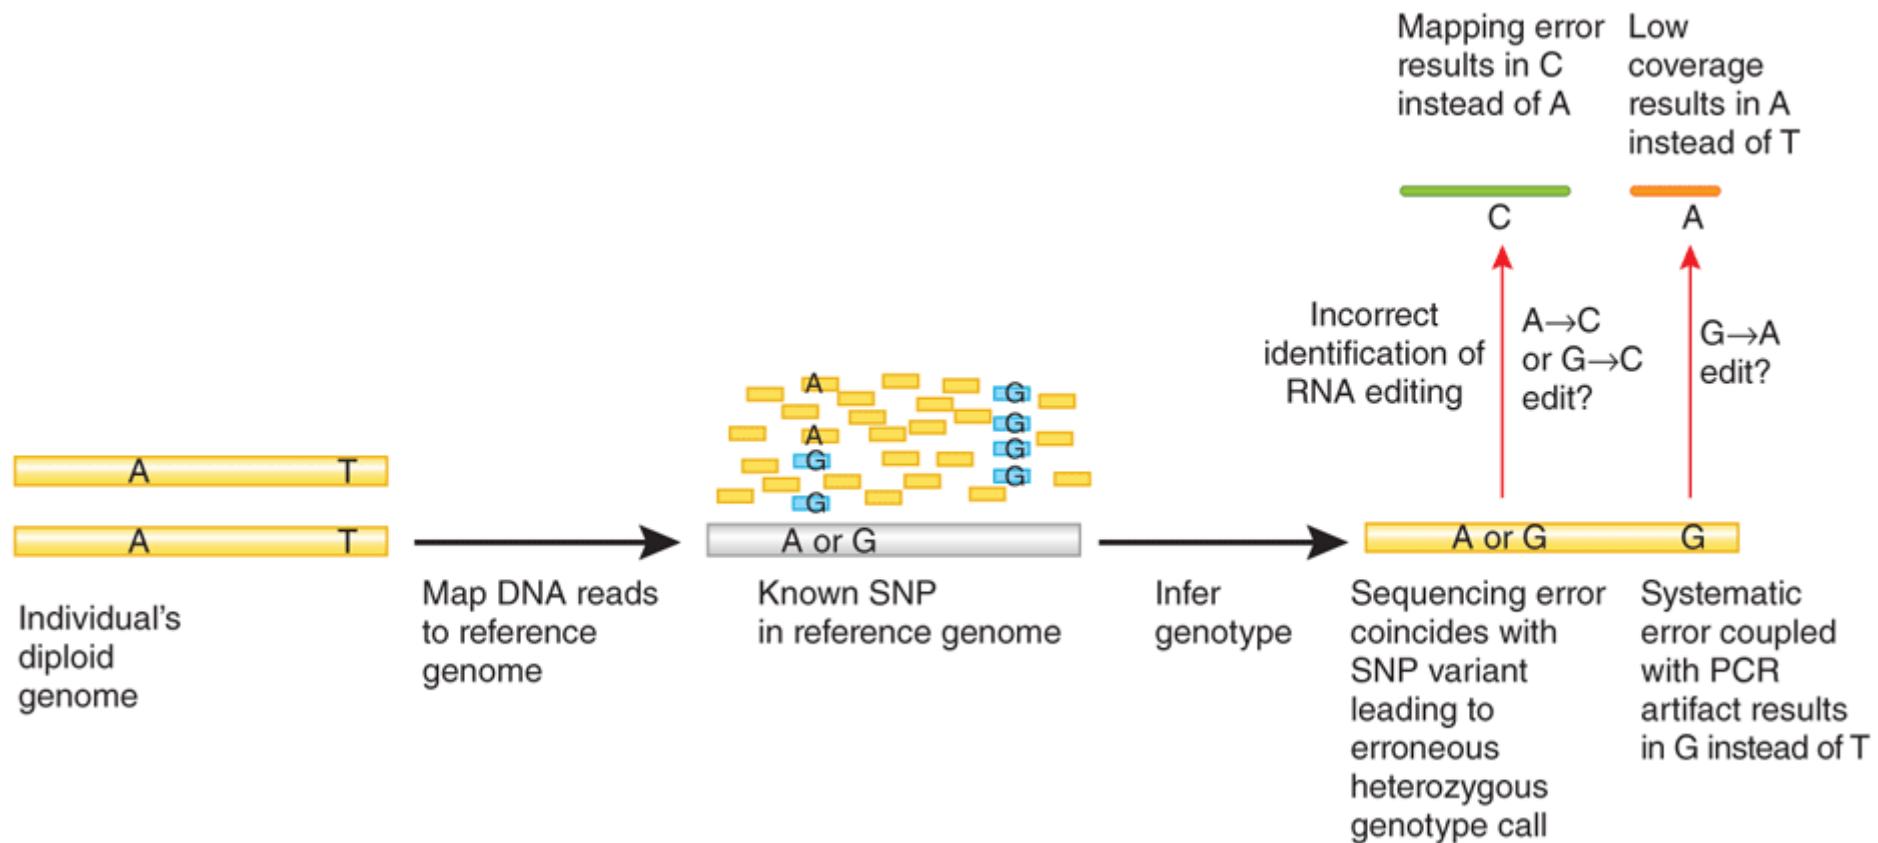 Mapping error
results in C
instead of A
Low
coverage
results in A
instead of T
C
A
Incorrect
identification of
RNA editing
A→C
or G→C
edit?
G→A
edit?
A
A
G
G
G
G
G
G
A T
A T
Individual's
diploid
genome
Map DNA reads
to reference
genome
A or G
Known SNP
in reference genome
Infer
genotype
A or G
G
Sequencing error
coincides with
SNP variant
leading to
erroneous
heterozygous
genotype call
Systematic
error coupled
with PCR
artifact results
in G instead of T